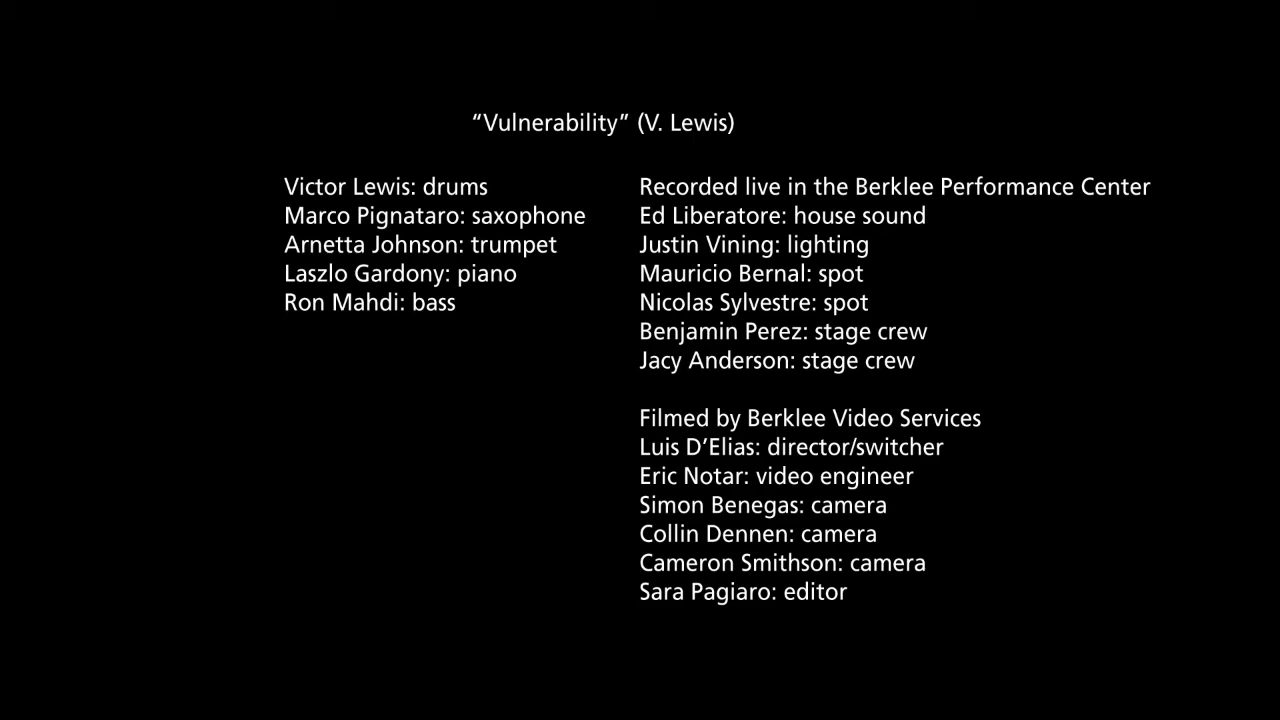 “Vulnerability” (V. Lewis)
Victor Lewis: drums
Marco Pignataro: saxophone
Arnetta Johnson: trumpet
Laszlo Gardony: piano
Ron Mahdi: bass
Recorded live in the Berklee Performance Center
Ed Liberatore: house sound
Justin Vining: lighting
Mauricio Bernal: spot
Nicolas Sylvestre: spot
Benjamin Perez: stage crew
Jacy Anderson: stage crew
Filmed by Berklee Video Services
Luis D’Elias: director/switcher
Eric Notar: video engineer
Simon Benegas: camera
Collin Dennen: camera
Cameron Smithson: camera
Sara Pagiaro: editor